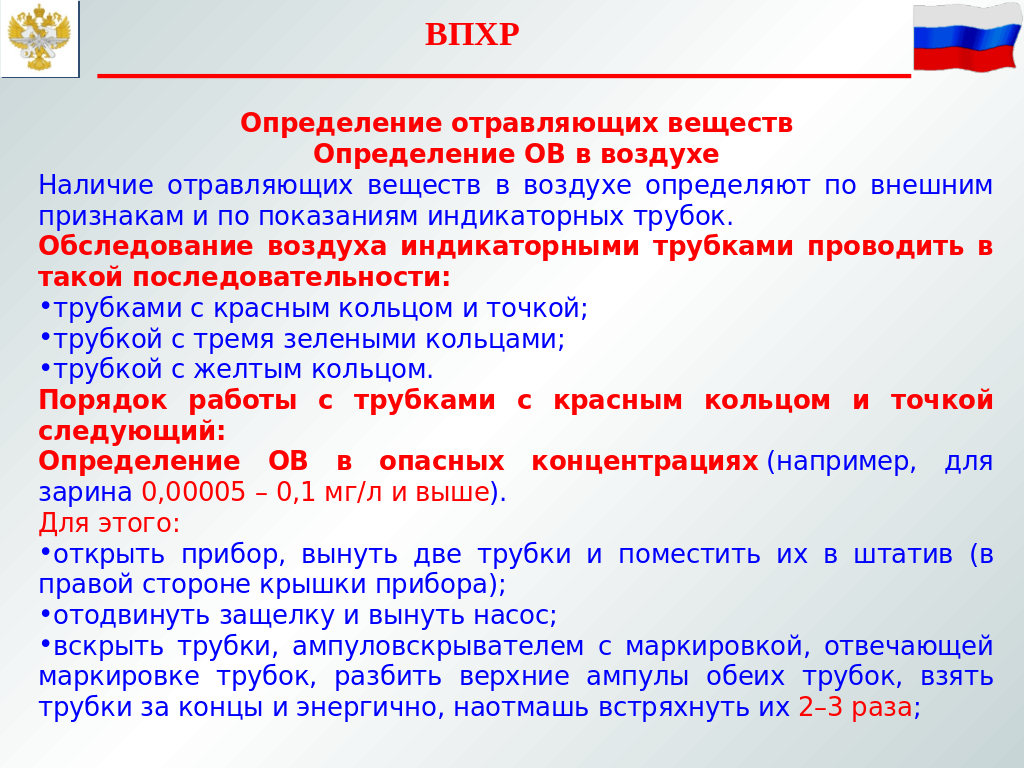 ВПХР
Определение отравляющих веществ
Определение ОВ в воздухе
Наличие отравляющих веществ в воздухе определяют по внешним
признакам и по показаниям индикаторных трубок.
Обследование воздуха индикаторными трубками проводить в
такой последовательности:
•трубками с красным кольцом и точкой;
•трубкой с тремя зелеными кольцами;
•трубкой с желтым кольцом.
Порядок работы с трубками с красным кольцом и точкой
следующий:
Определение ОВ в опасных концентрациях (например, для
зарина 0,00005 – 0,1 мг/л и выше).
Для этого:
•открыть прибор, вынуть две трубки и поместить их в штатив (в
правой стороне крышки прибора);
•отодвинуть защелку и вынуть насос;
•вскрыть трубки, ампуловскрывателем с маркировкой, отвечающей
маркировке трубок, разбить верхние ампулы обеих трубок, взять
трубки за концы и энергично, наотмашь встряхнуть их 2–3 раза;